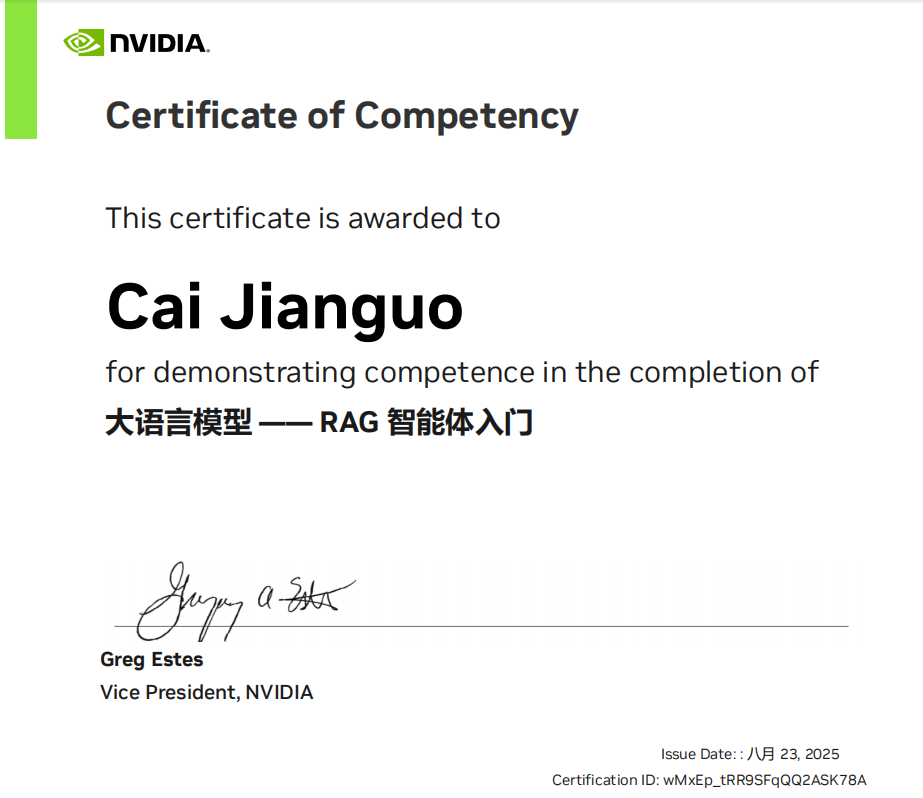 NVIDIA.
Certificate of Competency
This certificate is awarded to
Cai Jianguo
for demonstrating competence in the completion of
大语言模型 —— RAG 智能体入门
Greg Estes
Vice President, NVIDIA
Issue Date: : 八月 23, 2025
Certification ID: wMxEp_tRR9SFqQQ2ASK78A